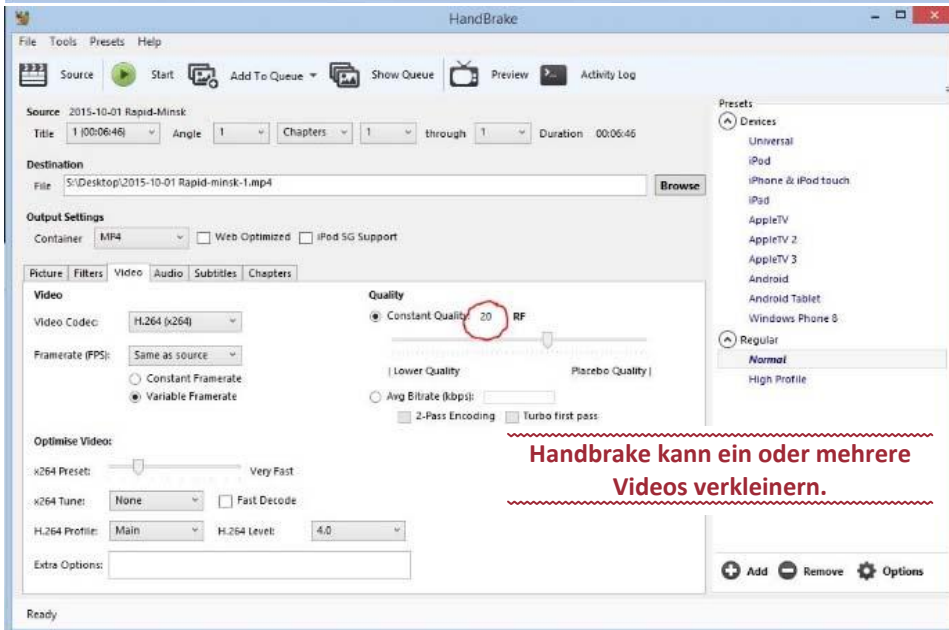 HandBrake
File Tools Presets Help
Source Start Add To Queue Show Queue Preview Activity Log
Source 2015-10-01 Rapid-Minsk
Title 1 (00:06:46) Angle 1 Chapters 1 through 1 Duration 00:06:46
Destination
File S:\Desktop\2015-10-01 Rapid-minsk-1.mp4 Browse
Output Settings
Container MP4 Web Optimized iPod 5G Support
Picture Filters Video Audio Subtitles Chapters
Video
Video Codec: H.264 (x264)
Framerate (FPS): Same as source
Constant Framerate
Variable Framerate
Quality
Constant Quality: 20 RF
| Lower Quality Placebo Quality |
Avg Bitrate (kbps):
2-Pass Encoding Turbo first pass
Optimise Video:
x264 Preset: Very Fast
x264 Tune: None Fast Decode
H.264 Profile: Main H.264 Level: 4.0
Extra Options:
Handbrake kann ein oder mehrere
Videos verkleinern.
Presets
Devices
Universal
iPod
iPhone & iPod touch
iPad
AppleTV
AppleTV 2
AppleTV 3
Android
Android Tablet
Windows Phone 8
Regular
Normal
High Profile
Add Remove Options
Ready